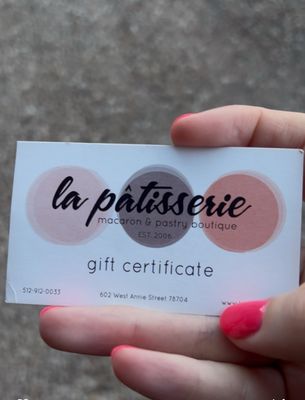 la pâtisserie
macaron & pastry boutique
EST. 2006
gift certificate
512-912-0033
602 West Annie Street 78704